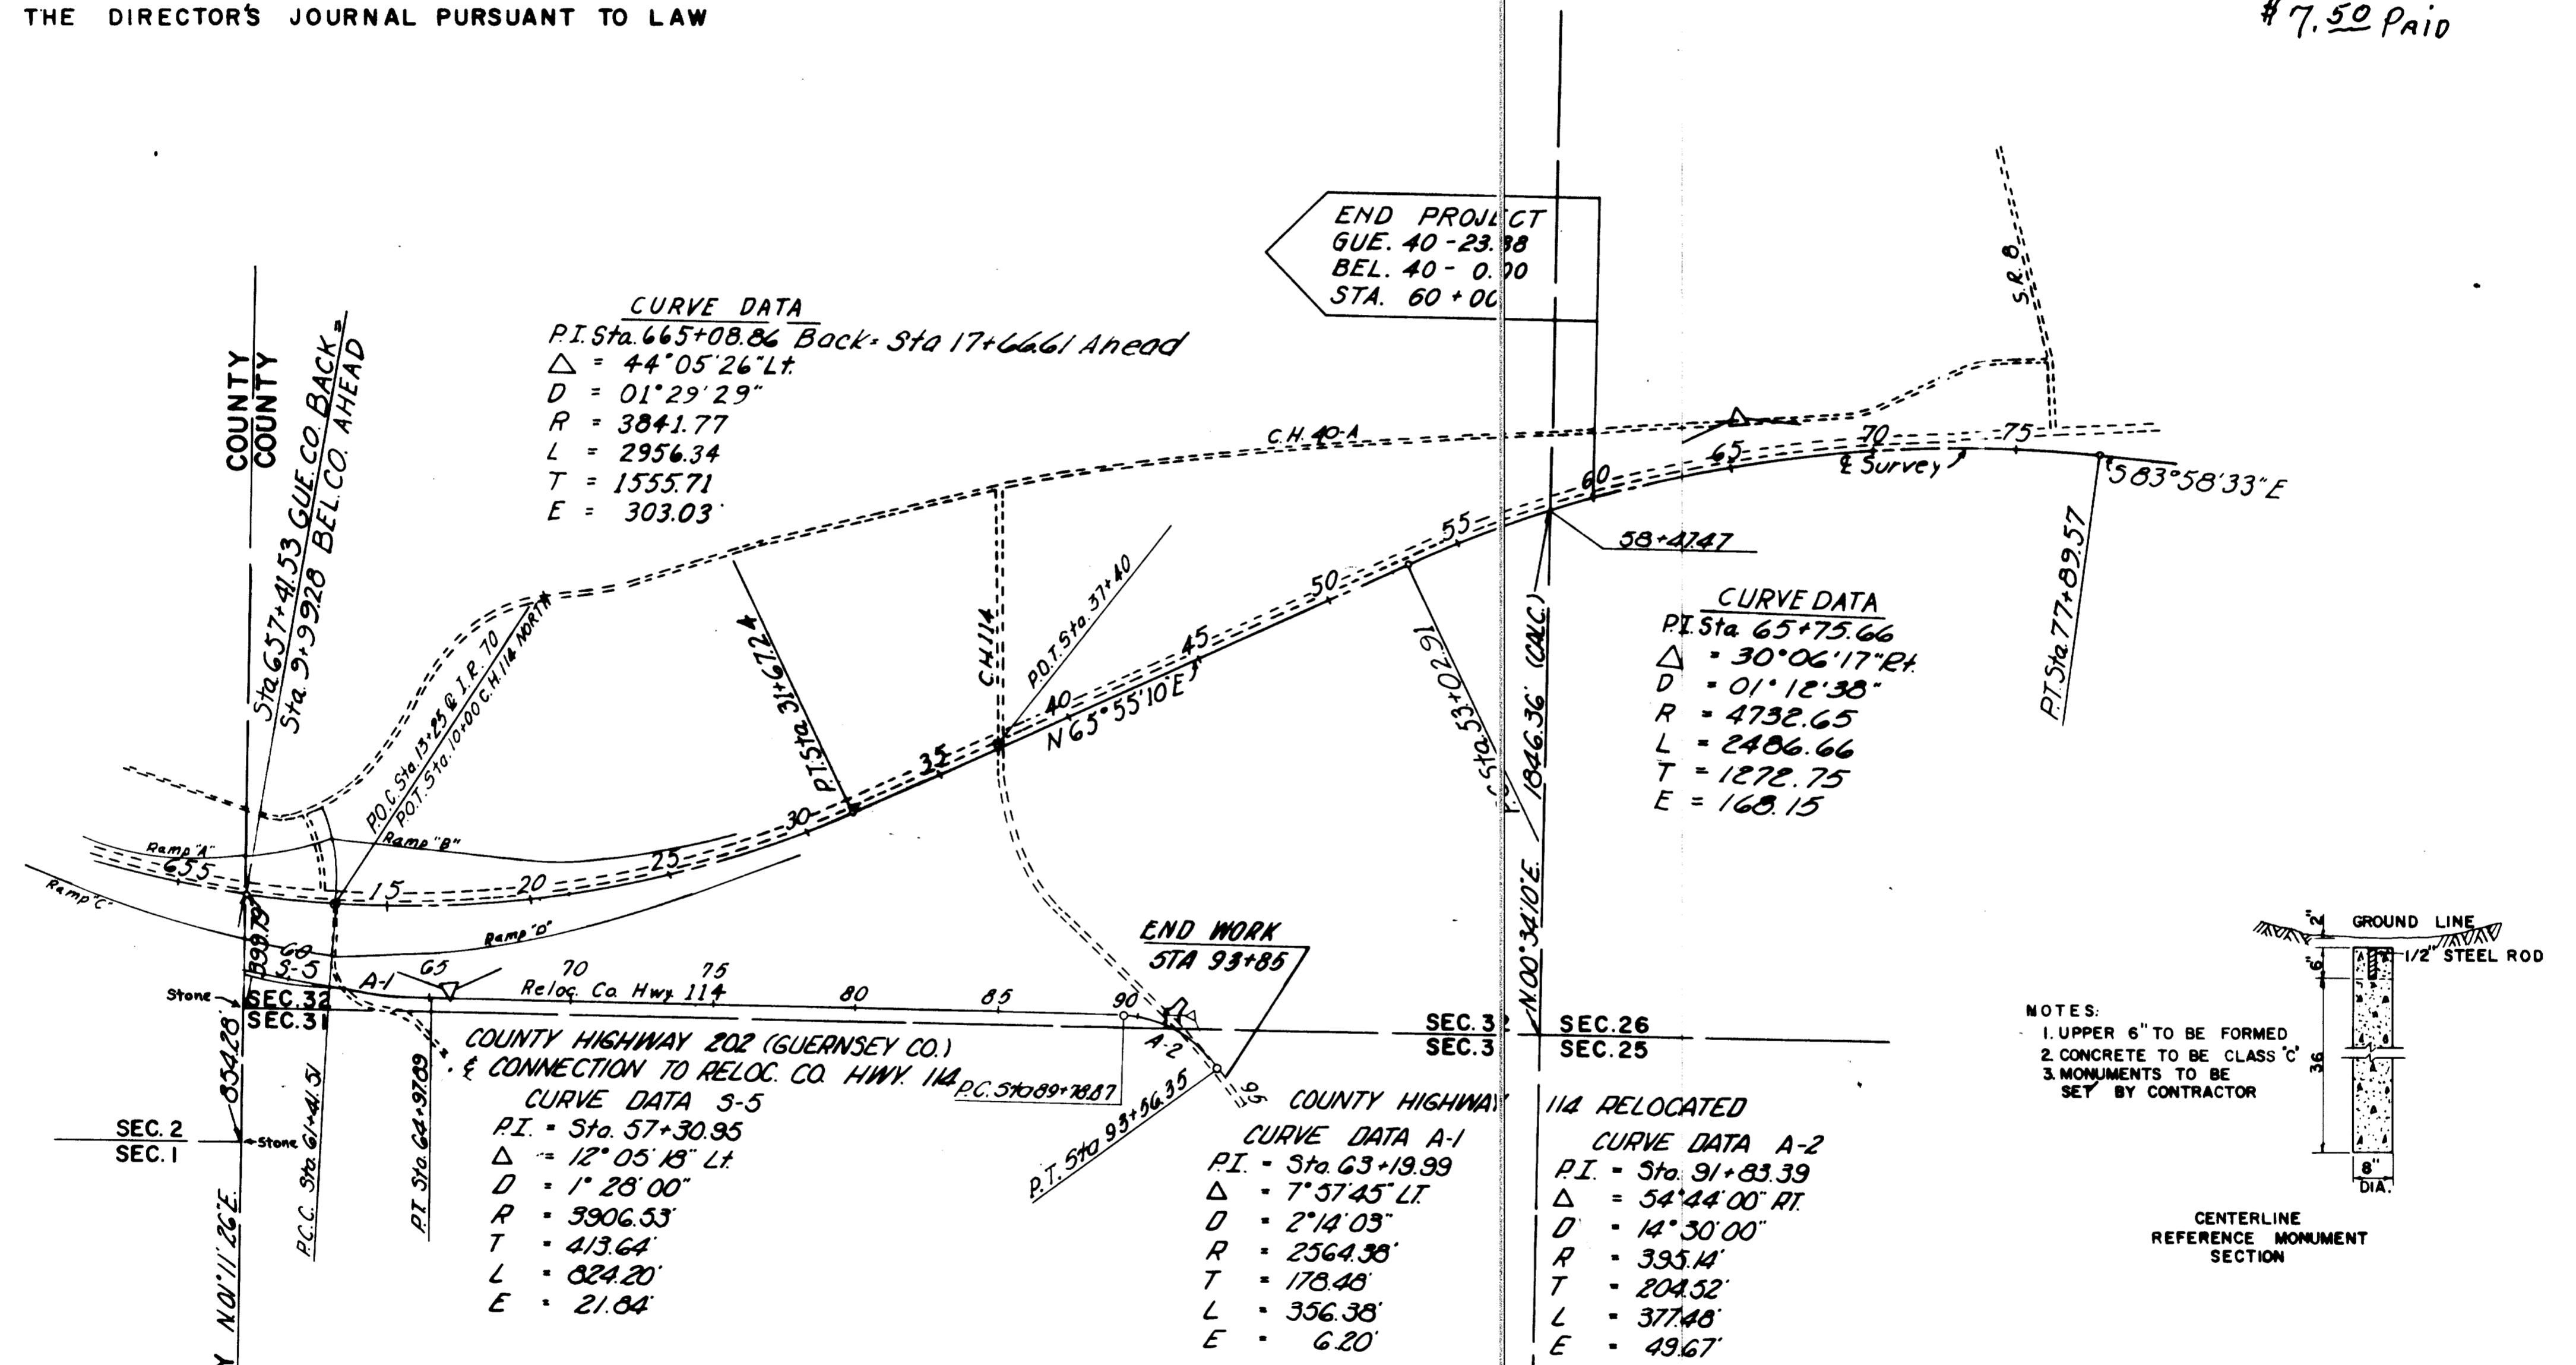 THE DIRECTOR'S JOURNAL PURSUANT TO LAW
$7.50 PAID
END PROJECT
GUE. 40-23.88
BEL. 40- 0.00
STA. 60+00
COUNTY
COUNTY
Sta. 657+41.53 GUE. CO. BACK =
Sta. 9+99.28 BEL. CO. AHEAD
CURVE DATA
P.I. Sta. 665+08.86 Back = Sta 17+66.61 Ahead
Δ = 44°05'26" Lt.
D = 01°29'29"
R = 3841.77
L = 2956.34
T = 1555.71
E = 303.03'
S.R. 8
C.H. 40-A
60
65
70
75
℄ Survey
S 83°58'33" E
P.T. Sta. 77+89.57
58+47.47
55
50
45
40
35
30
25
20
15
655
N 65°55'10" E
C.H. 114
P.O.T. Sta. 37+40
P.T. Sta. 31+67.24
P.C. Sta. 53+02.91
N.00°34'10"E. 1846.36' (CALC.)
CURVE DATA
P.I. Sta. 65+75.66
Δ = 30°06'17" Rt.
D = 01°12'38"
R = 4732.65
L = 2486.66
T = 1272.75
E = 168.15
P.O.C. Sta. 13+25 ℄ I.R. 70
P.O.T. Sta. 10+00 C.H. 114 NORTH
Ramp "A"
Ramp "B"
Ramp "C"
Ramp "D"
399.79'
60
S-5
A-1
65
70
75
80
85
90
95
Reloc. Co. Hwy. 114
A-2
END WORK
STA 93+85
Stone
SEC. 32
SEC. 31
854.28'
SEC. 2
SEC. 1
Stone
N.01°11'26"E.
P.C.C. Sta. 61+41.51
P.T. Sta. 64+97.89
P.C. Sta 89+78.87
P.T. Sta 93+56.35
SEC. 32
SEC. 3
SEC. 26
SEC. 25
COUNTY HIGHWAY 202 (GUERNSEY CO.)
& CONNECTION TO RELOC. CO. HWY. 114
CURVE DATA S-5
P.I. = Sta. 57+30.95
Δ = 12°05'18" Lt.
D = 1°28'00"
R = 3906.53'
T = 413.64'
L = 824.20'
E = 21.84'
COUNTY HIGHWAY 114 RELOCATED
CURVE DATA A-1
P.I. = Sta. 63+19.99
Δ = 7°57'45" LT.
D = 2°14'03"
R = 2564.38'
T = 178.48'
L = 356.38'
E = 6.20'
CURVE DATA A-2
P.I. = Sta. 91+83.39
Δ = 54°44'00" RT.
D = 14°30'00"
R = 395.14'
T = 204.52'
L = 377.48'
E = 49.67'
2"
GROUND LINE
1/2" STEEL ROD
6"
36
8"
DIA.
NOTES:
1. UPPER 6" TO BE FORMED
2. CONCRETE TO BE CLASS "C"
3. MONUMENTS TO BE
SET BY CONTRACTOR
CENTERLINE
REFERENCE MONUMENT
SECTION